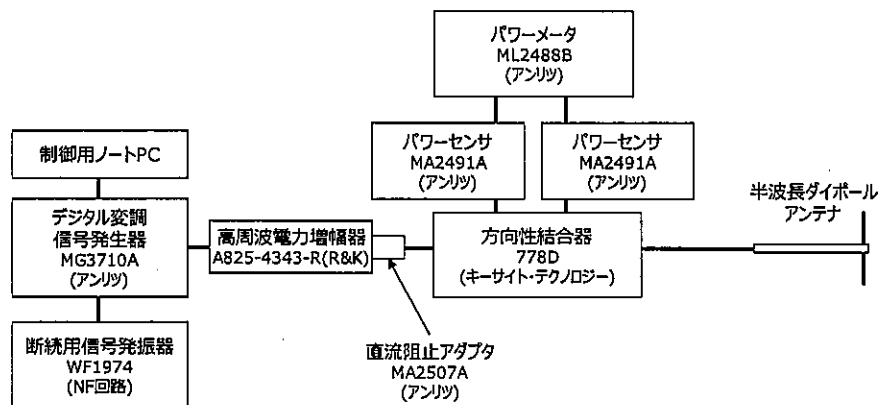 パワーメータ
ML2488B
(アンリツ)
パワーセンサ
MA2491A
(アンリツ)
パワーセンサ
MA2491A
(アンリツ)
制御用ノートPC
半波長ダイポール
アンテナ
デジタル変調
信号発生器
MG3710A
(アンリツ)
高周波電力増幅器
A825-4343-R(R&K)
方向性結合器
778D
(キーサイト・テクノロジー)
断続用信号発振器
WF1974
(NF回路)
直流阻止アダプタ
MA2507A
(アンリツ)